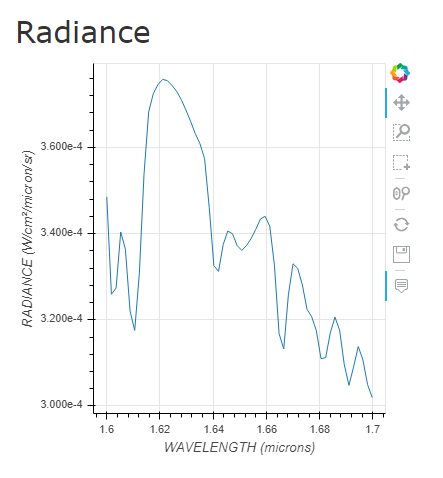 Radiance
RADIANCE (W/cm²/micron/sr)
3.600e-4
3.400e-4
3.200e-4
3.000e-4
1.6 1.62 1.64 1.66 1.68 1.7
WAVELENGTH (microns)